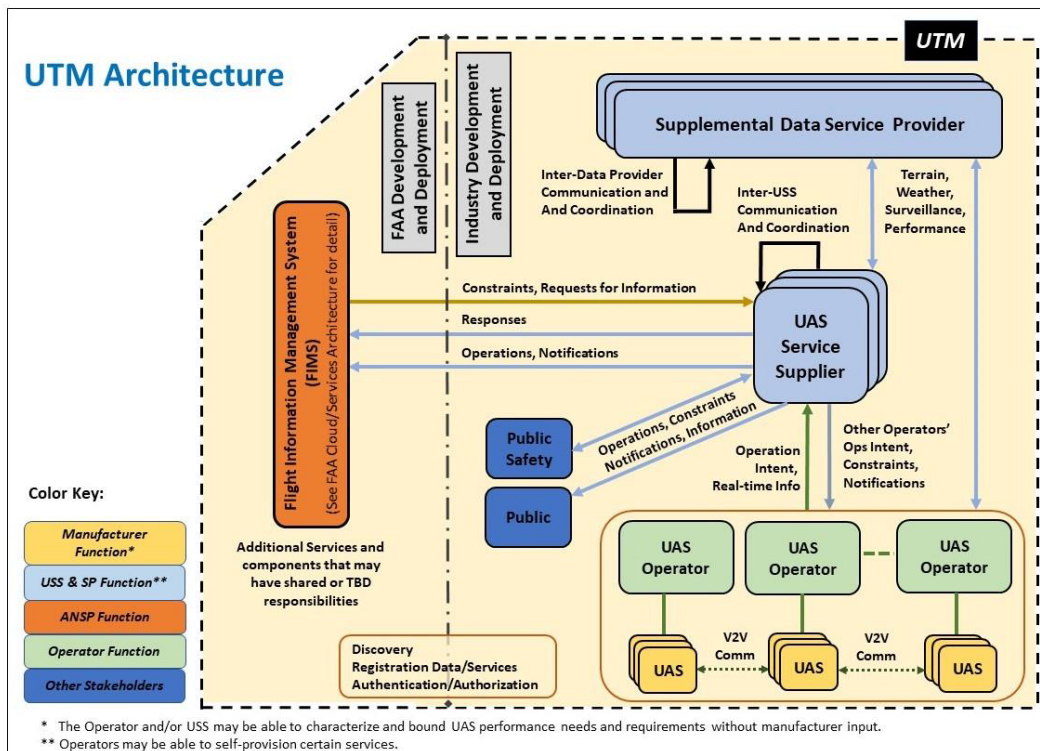 UTM
UTM Architecture
FAA Development
and Deployment
Industry Development
and Deployment
Supplemental Data Service Provider
Inter-Data Provider
Communication and
And Coordination
Inter-USS
Communication
And Coordination
Terrain,
Weather,
Surveillance,
Performance
Flight Information Management System
(FIMS)
(See FAA Cloud/Services Architecture for detail)
Constraints, Requests for Information
Responses
Operations, Notifications
UAS
Service
Supplier
Operations, Constraints
Notifications, Information
Public
Safety
Public
Operation
Intent,
Real-time Info
Other Operators'
Ops Intent,
Constraints,
Notifications
Color Key:
Manufacturer
Function*
USS & SP Function**
ANSP Function
Operator Function
Other Stakeholders
Additional Services and
components that may
have shared or TBD
responsibilities
Discovery
Registration Data/Services
Authentication/Authorization
UAS
Operator
UAS
Operator
UAS
Operator
UAS
V2V
Comm
UAS
V2V
Comm
UAS
* The Operator and/or USS may be able to characterize and bound UAS performance needs and requirements without manufacturer input.
** Operators may be able to self-provision certain services.